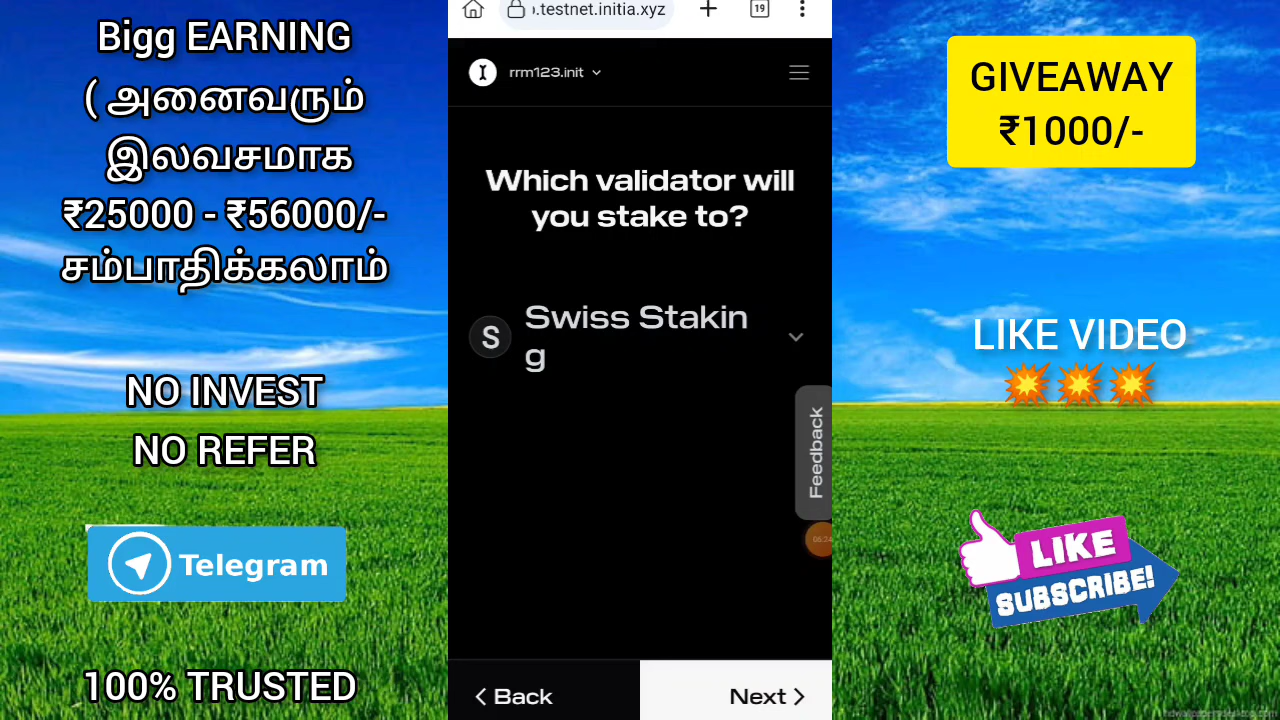 Bigg EARNING
( அனைவரும்
இலவசமாக
₹25000 - ₹56000/-
சம்பாதிக்கலாம்
NO INVEST
NO REFER
Telegram
100% TRUSTED
.testnet.initia.xyz
19
rrm123.init
Which validator will
you stake to?
S
Swiss Stakin
g
Feedback
06:24
Back
Next
GIVEAWAY
₹1000/-
LIKE VIDEO
LIKE
SUBSCRIBE!